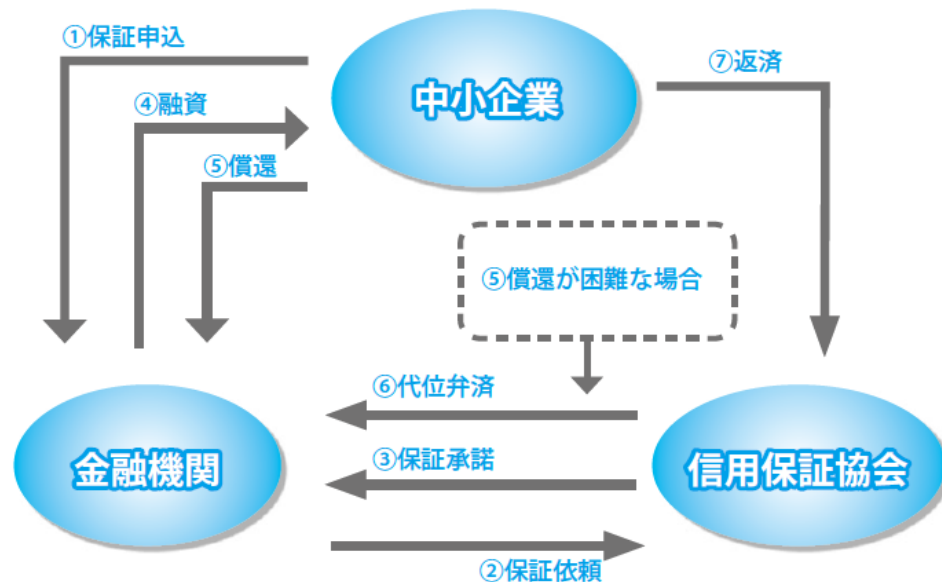 ①保証申込
⑦返済
中小企業
④融資
⑤償還
⑤償還が困難な場合
⑥代位弁済
金融機関
③保証承諾
信用保証協会
②保証依頼